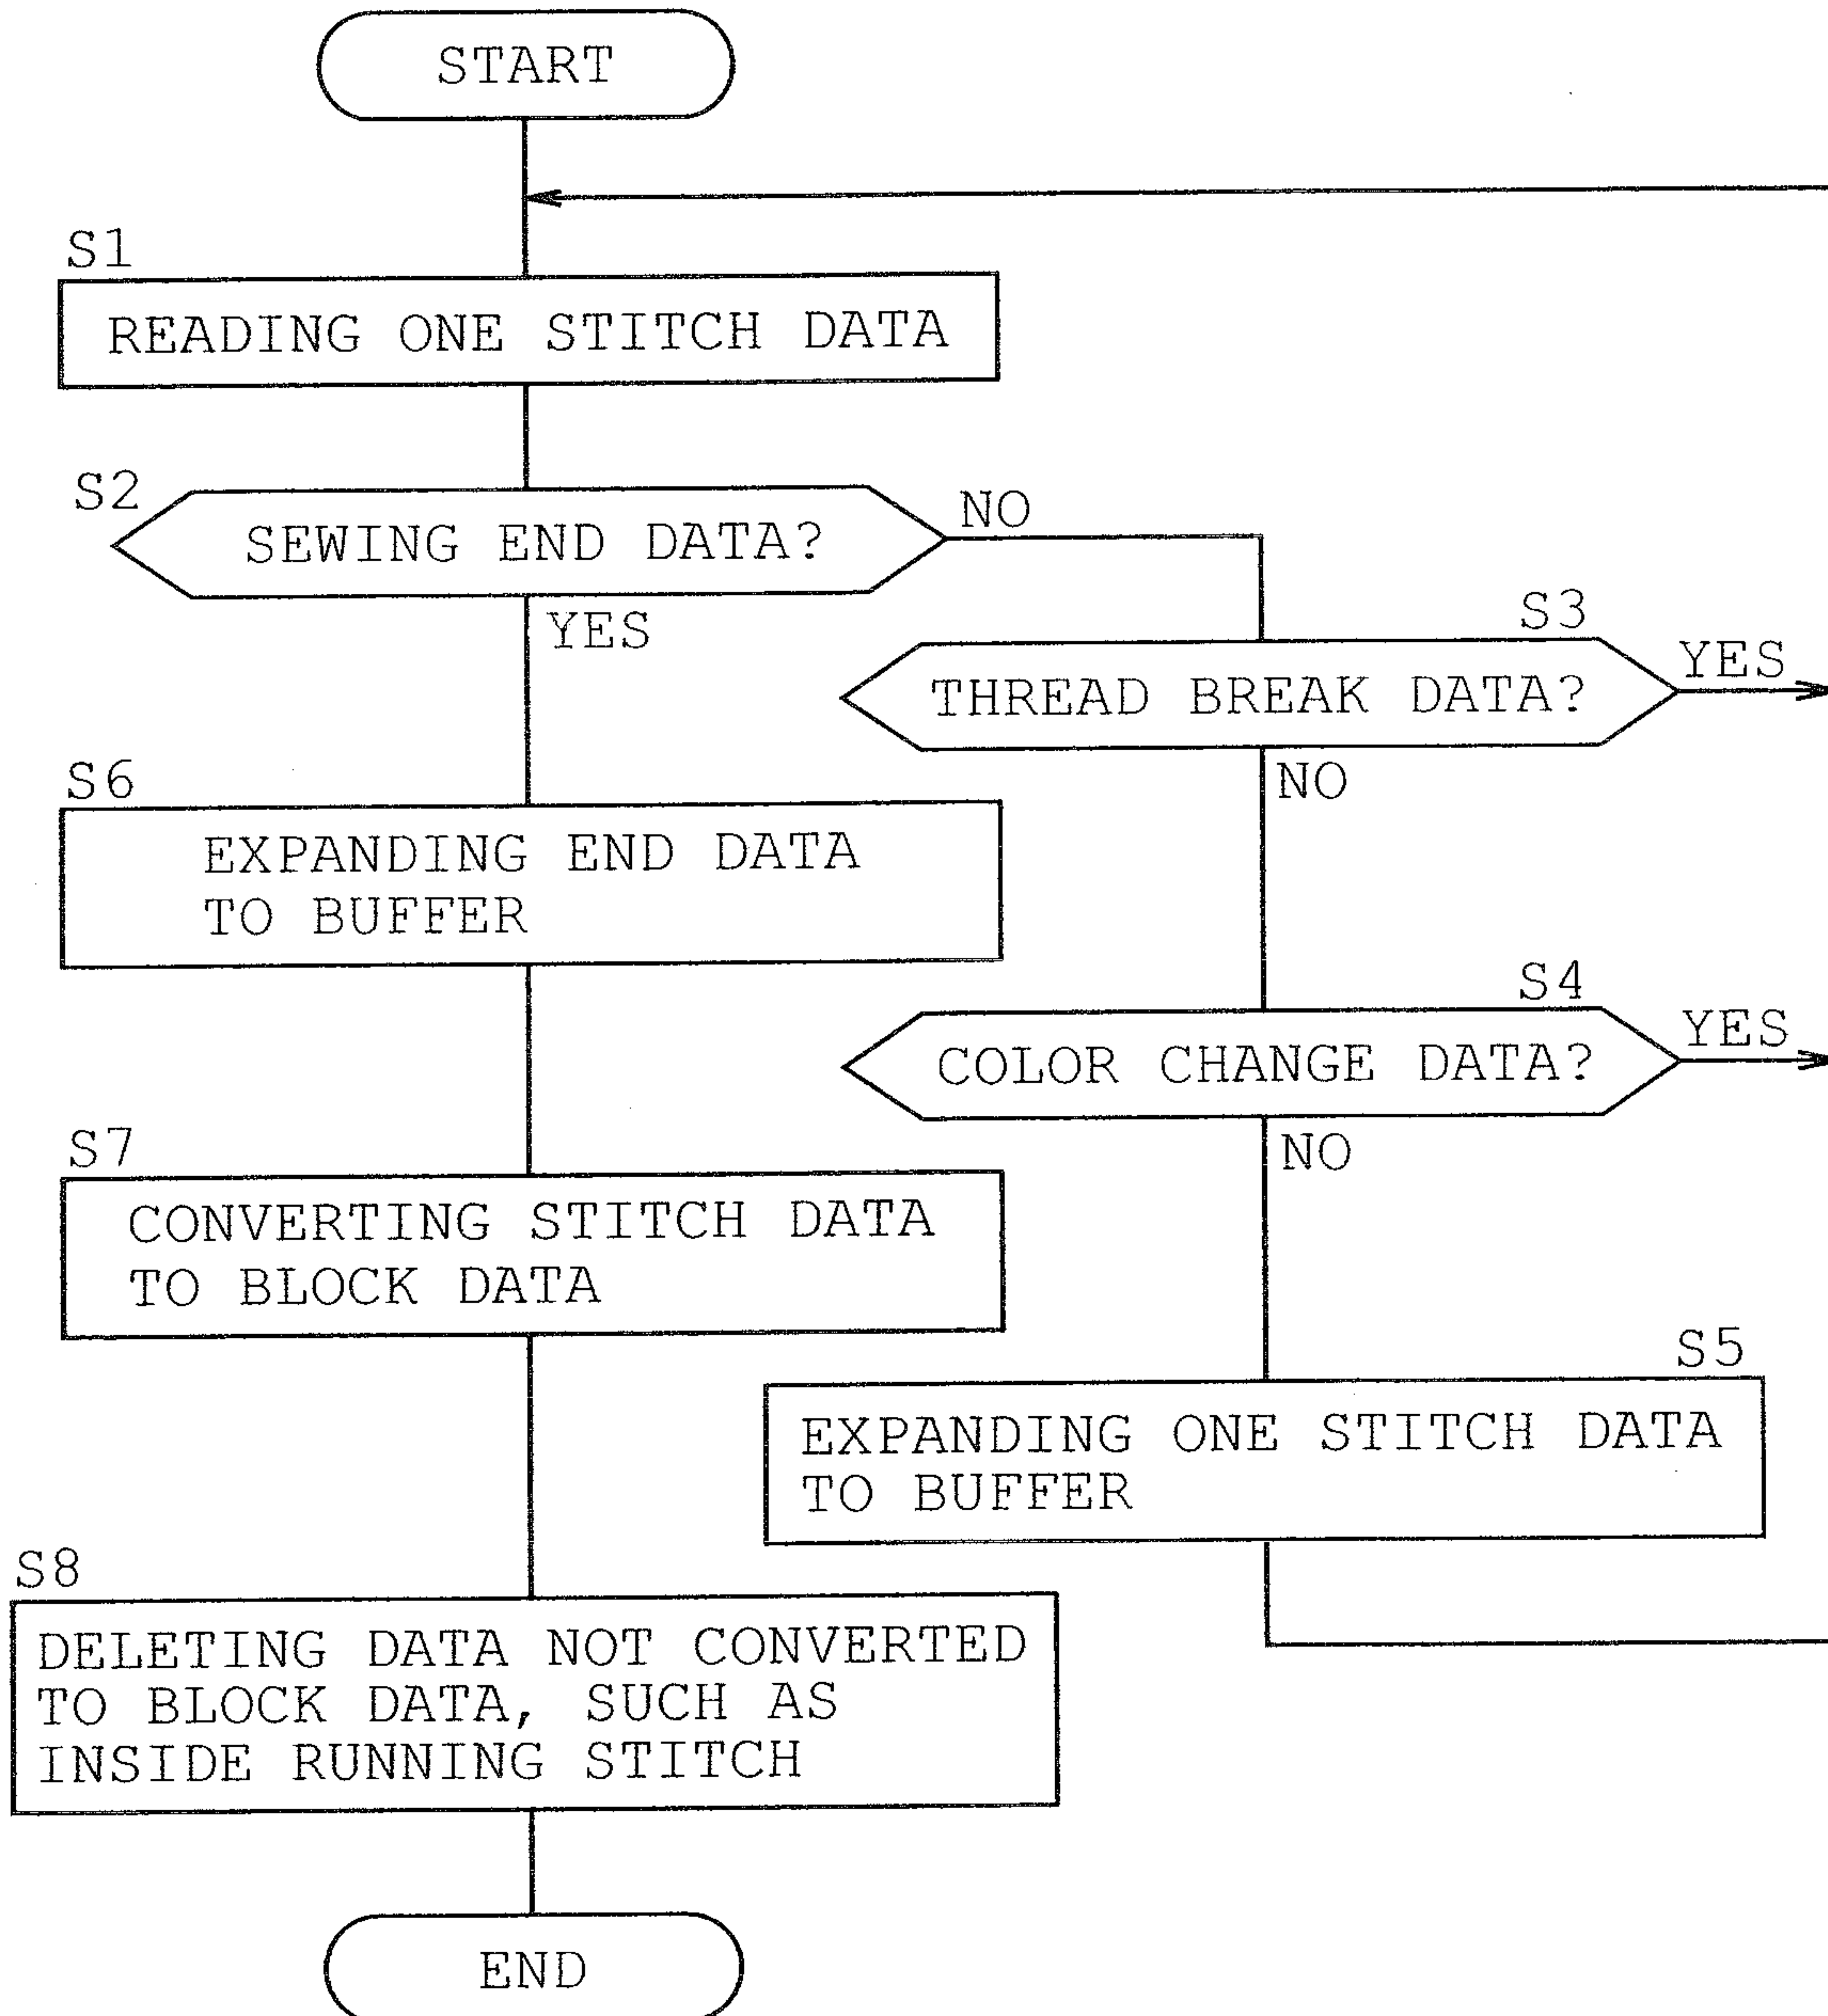 START
S1
READING ONE STITCH DATA
S2
SEWING END DATA?
NO
YES
S3
THREAD BREAK DATA?
YES
NO
S4
COLOR CHANGE DATA?
YES
NO
S5
EXPANDING ONE STITCH DATA
TO BUFFER
S6
EXPANDING END DATA
TO BUFFER
S7
CONVERTING STITCH DATA
TO BLOCK DATA
S8
DELETING DATA NOT CONVERTED
TO BLOCK DATA, SUCH AS
INSIDE RUNNING STITCH
END